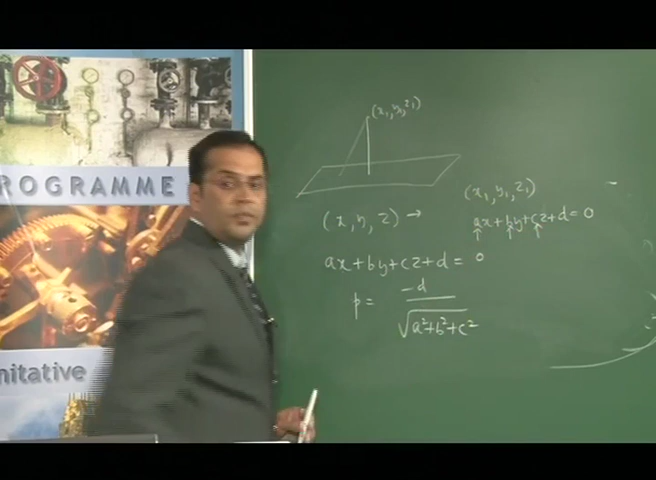 ROGRAMME
nitative
(x₁, y₁, z₁)
(x₁, y₁, z₁)
(x, y, z) →
ax+by+cz+d=0
ax+by+cz+d = 0
p = -d / √a²+b²+c²